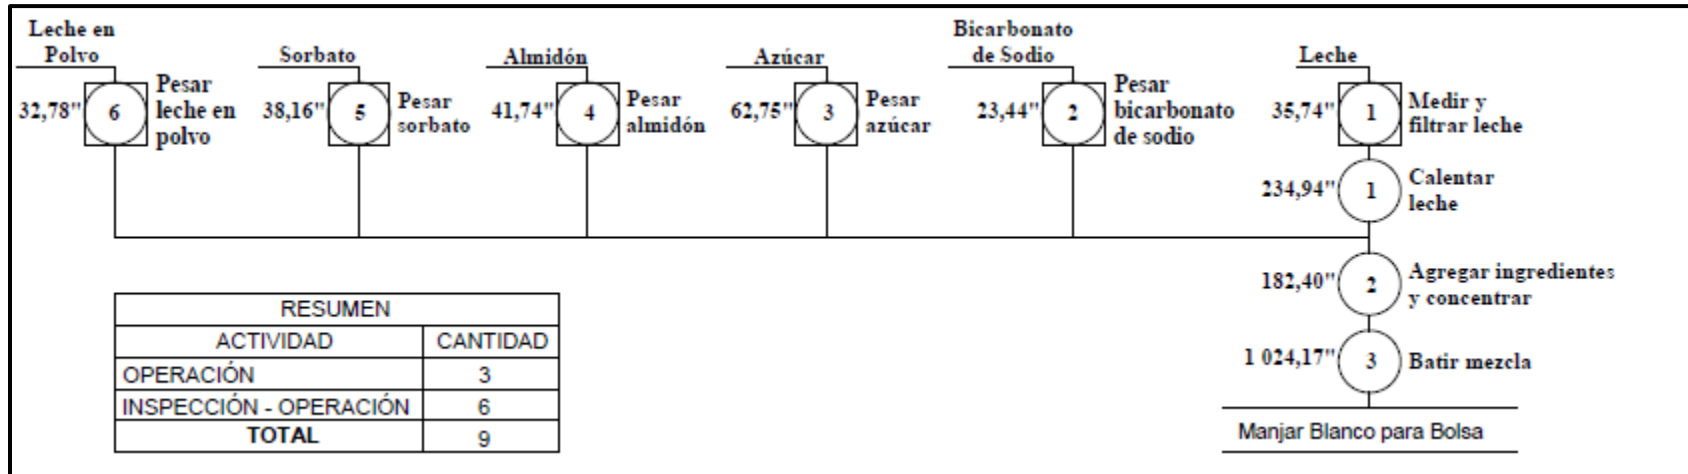 Leche en
Polvo
32,78"
6
Pesar
leche en
polvo
Sorbato
38,16"
5
Pesar
sorbato
Almidón
41,74"
4
Pesar
almidón
Azúcar
62,75"
3
Pesar
azúcar
Bicarbonato
de Sodio
23,44"
2
Pesar
bicarbonato
de sodio
Leche
35,74"
1
Medir y
filtrar leche
234,94"
1
Calentar
leche
182,40"
2
Agregar ingredientes
y concentrar
1 024,17"
3
Batir mezcla
Manjar Blanco para Bolsa
RESUMEN
ACTIVIDAD CANTIDAD
OPERACIÓN 3
INSPECCIÓN - OPERACIÓN 6
TOTAL 9